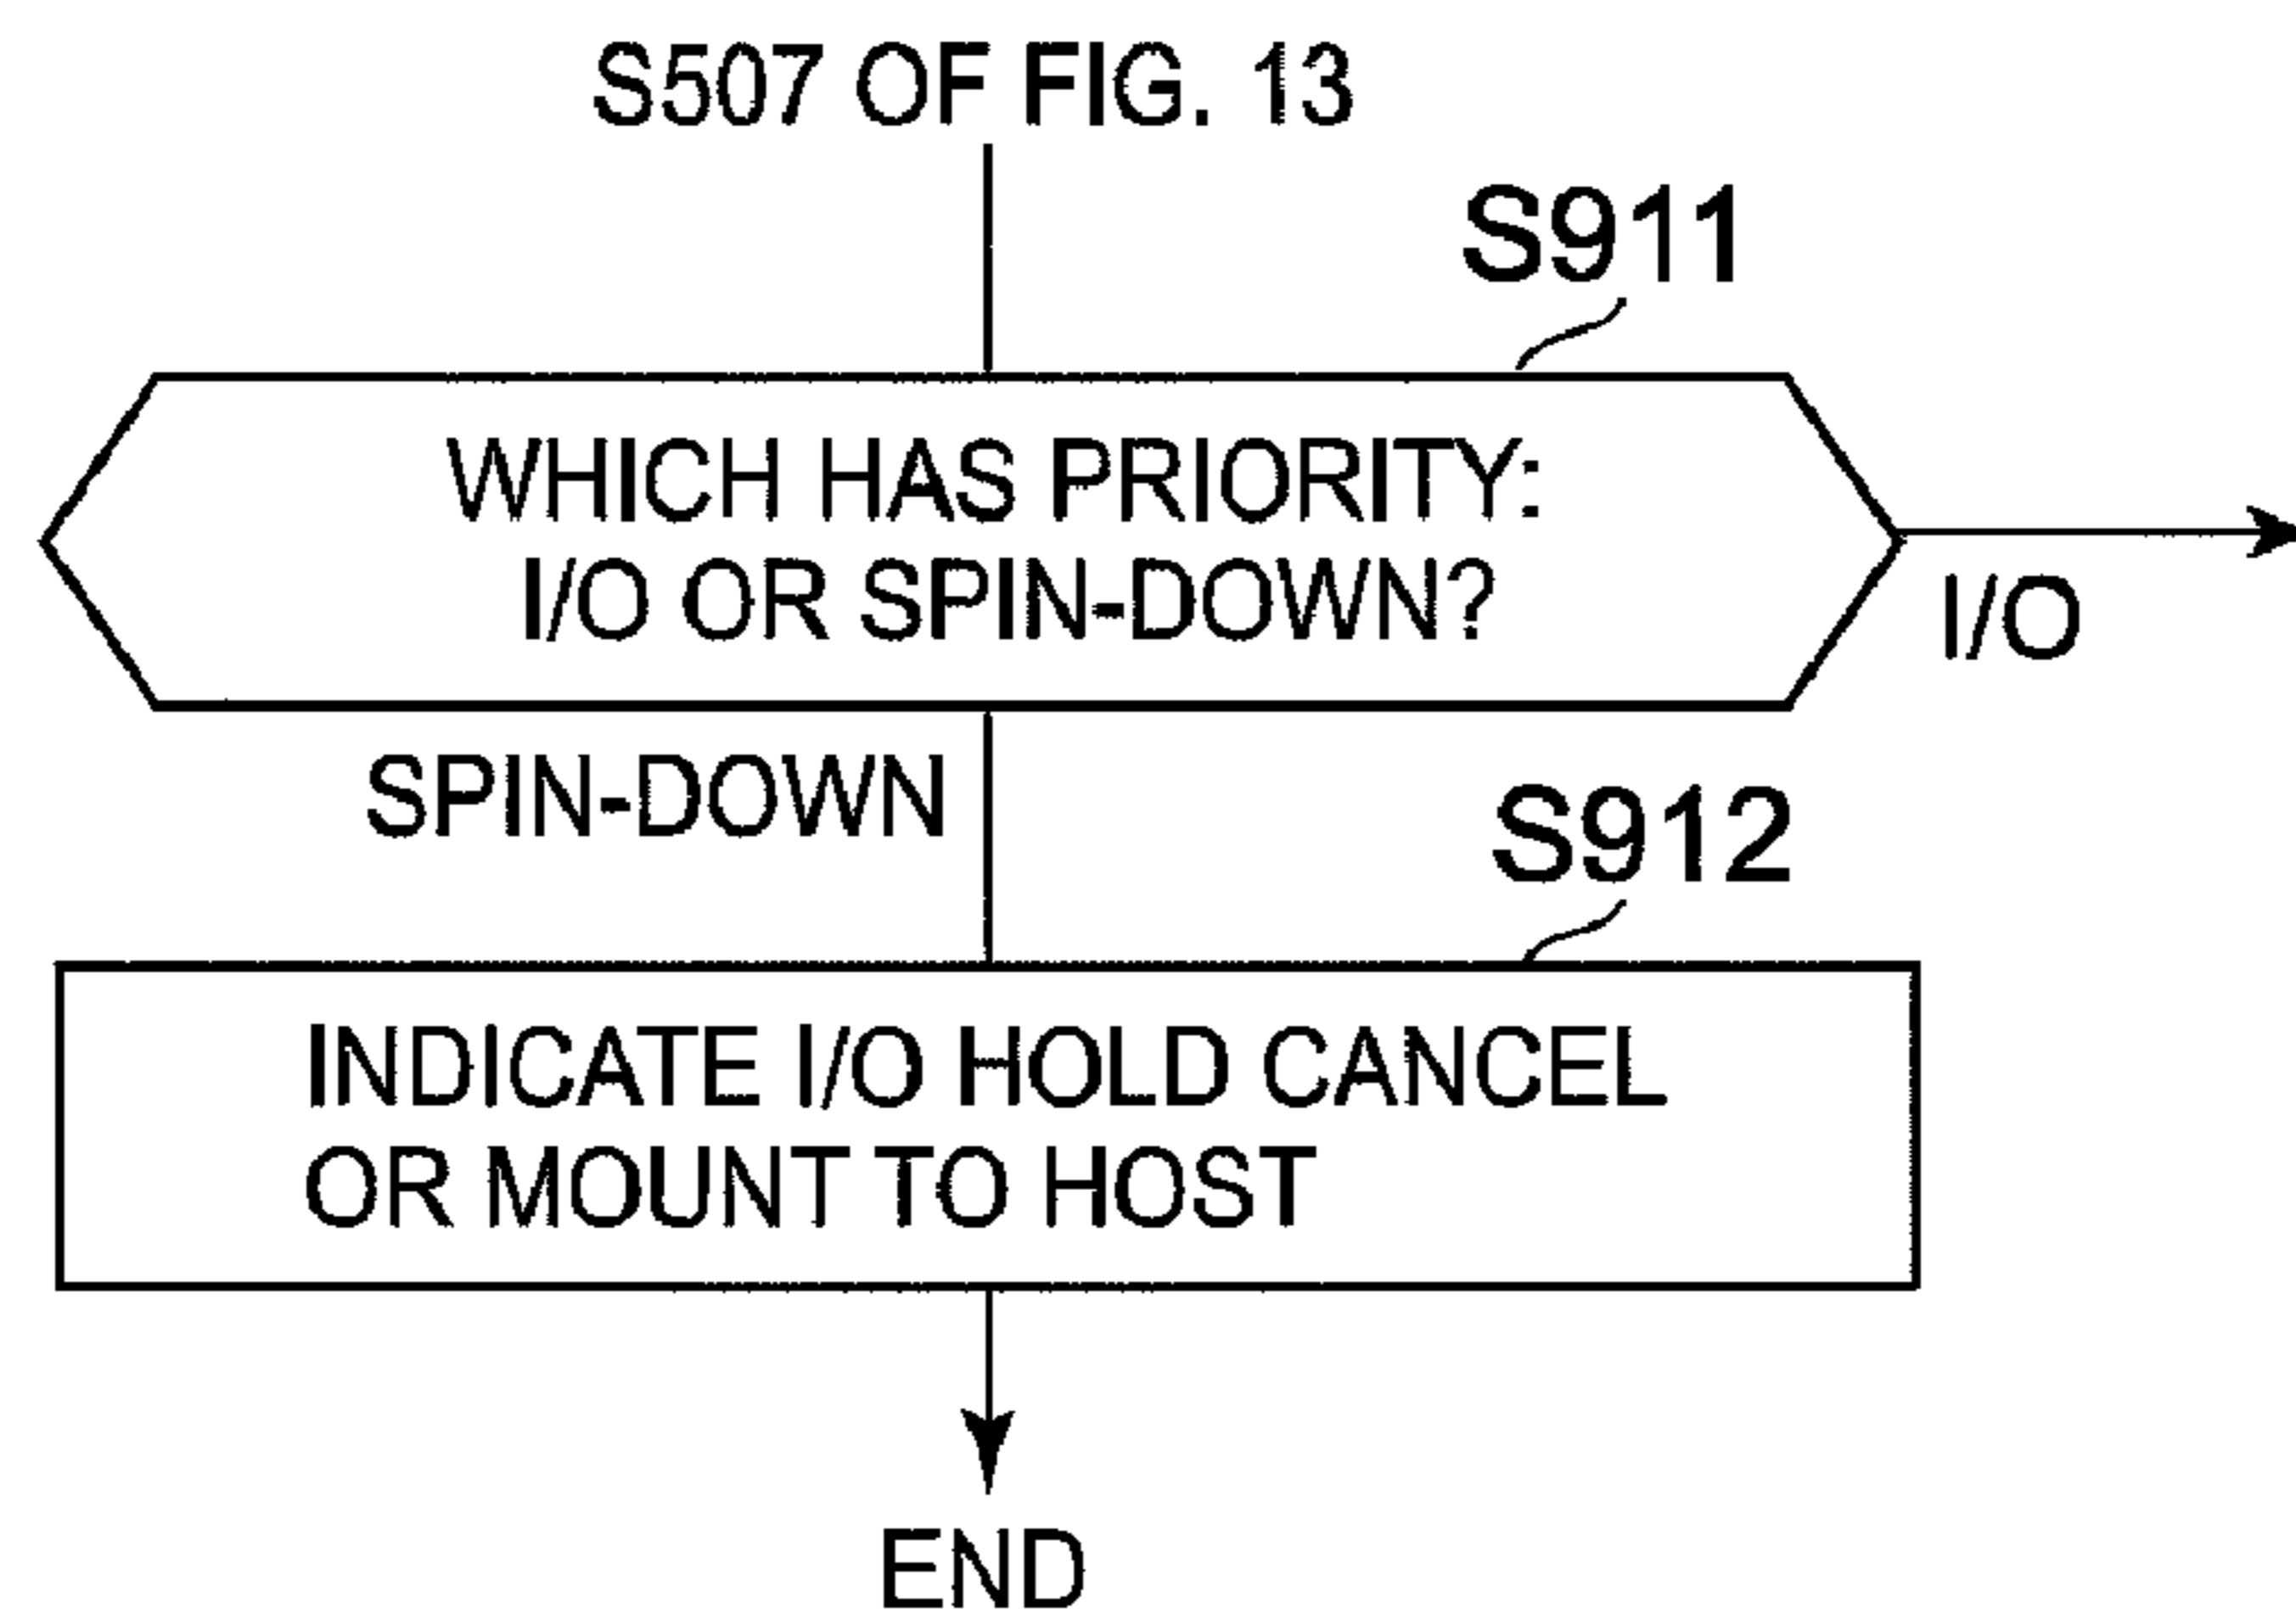 S507 OF FIG. 13
S911
WHICH HAS PRIORITY:
I/O OR SPIN-DOWN?
I/O
SPIN-DOWN
S912
INDICATE I/O HOLD CANCEL
OR MOUNT TO HOST
END